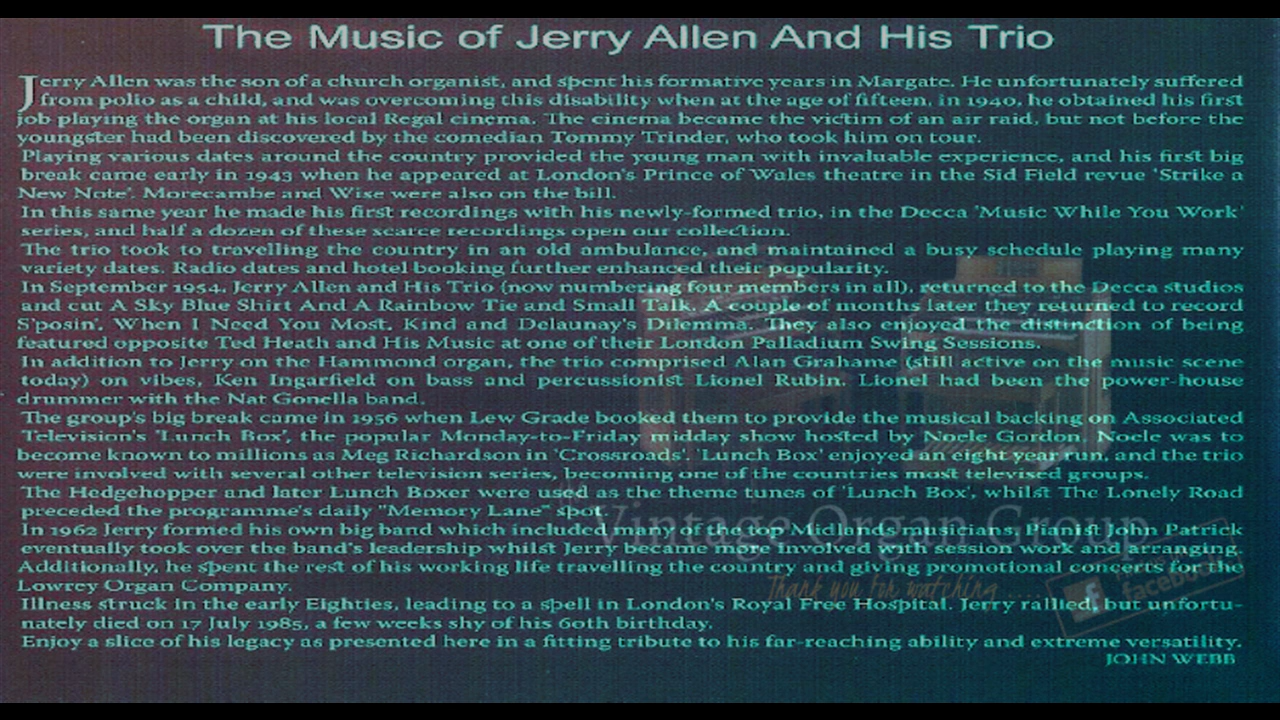 The Music of Jerry Allen And His Trio
Jerry Allen was the son of a church organist, and spent his formative years in Margate. He unfortunately suffered
from polio as a child, and was overcoming this disability when at the age of fifteen, in 1940, he obtained his first
job playing the organ at his local Regal cinema. The cinema became the victim of an air raid, but not before the
youngster had been discovered by the comedian Tommy Trinder, who took him on tour.
Playing various dates around the country provided the young man with invaluable experience, and his first big
break came early in 1943 when he appeared at London's Prince of Wales theatre in the Sid Field revue 'Strike a
New Note'. Morecambe and Wise were also on the bill.
In this same year he made his first recordings with his newly-formed trio, in the Decca 'Music While You Work'
series, and half a dozen of these scarce recordings open our collection.
The trio took to travelling the country in an old ambulance, and maintained a busy schedule playing many
variety dates. Radio dates and hotel booking further enhanced their popularity.
In September 1954, Jerry Allen and His Trio (now numbering four members in all), returned to the Decca studios
and cut A Sky Blue Shirt And A Rainbow Tie and Small Talk. A couple of months later they returned to record
S'posin', When I Need You Most, Kind and Delaunay's Dilemma. They also enjoyed the distinction of being
featured opposite Ted Heath and His Music at one of their London Palladium Swing Sessions.
In addition to Jerry on the Hammond organ, the trio comprised Alan Grahame (still active on the music scene
today) on vibes, Ken Ingarfield on bass and percussionist Lionel Rubin. Lionel had been the power-house
drummer with the Nat Gonella band.
The group's big break came in 1956 when Lew Grade booked them to provide the musical backing on Associated
Television's 'Lunch Box', the popular Monday-to-Friday midday show hosted by Noele Gordon. Noele was to
become known to millions as Meg Richardson in 'Crossroads'. 'Lunch Box' enjoyed an eight year run, and the trio
were involved with several other television series, becoming one of the countries most televised groups.
The Hedgehopper and later Lunch Boxer were used as the theme tunes of 'Lunch Box', whilst The Lonely Road
preceded the programme's daily "Memory Lane" spot.
In 1962 Jerry formed his own big band which included many of the top Midlands musicians. Pianist John Patrick
eventually took over the band's leadership whilst Jerry became more involved with session work and arranging.
Additionally, he spent the rest of his working life travelling the country and giving promotional concerts for the
Lowrey Organ Company.
Illness struck in the early Eighties, leading to a spell in London's Royal Free Hospital. Jerry rallied, but unfortu-
nately died on 17 July 1985, a few weeks shy of his 60th birthday.
Enjoy a slice of his legacy as presented here in a fitting tribute to his far-reaching ability and extreme versatility.
JOHN WEBB
Vintage Organ Group
Thank you for watching.....
facebook